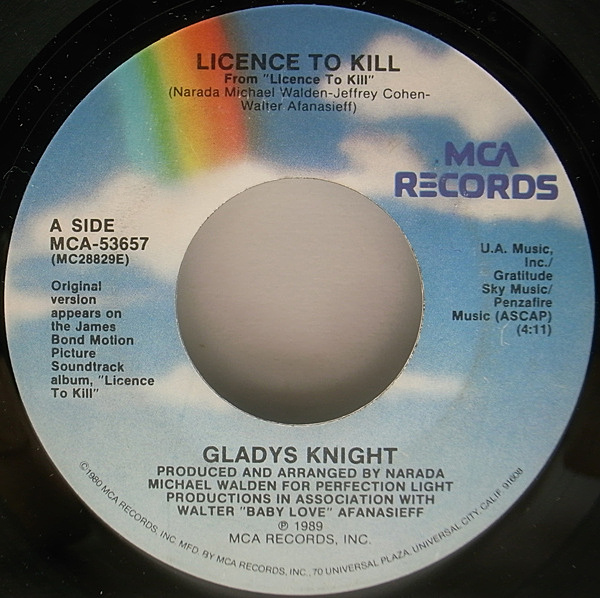 LICENCE TO KILL
From "Licence To Kill"
(Narada Michael Walden-Jeffrey Cohen-
Walter Afanasieff)
MCA
RECORDS
A SIDE
MCA-53657
(MC28829E)
Original
version
appears on
the James
Bond Motion
Picture
Soundtrack
album, "Licence
To Kill"
U.A. Music,
Inc./
Gratitude
Sky Music/
Penzafire
Music (ASCAP)
(4:11)
GLADYS KNIGHT
PRODUCED AND ARRANGED BY NARADA
MICHAEL WALDEN FOR PERFECTION LIGHT
PRODUCTIONS IN ASSOCIATION WITH
WALTER "BABY LOVE" AFANASIEFF
℗ 1989
MCA RECORDS, INC.
©1980 MCA RECORDS, INC. MFD. BY MCA RECORDS, INC., 70 UNIVERSAL PLAZA, UNIVERSAL CITY, CALIF. 91608